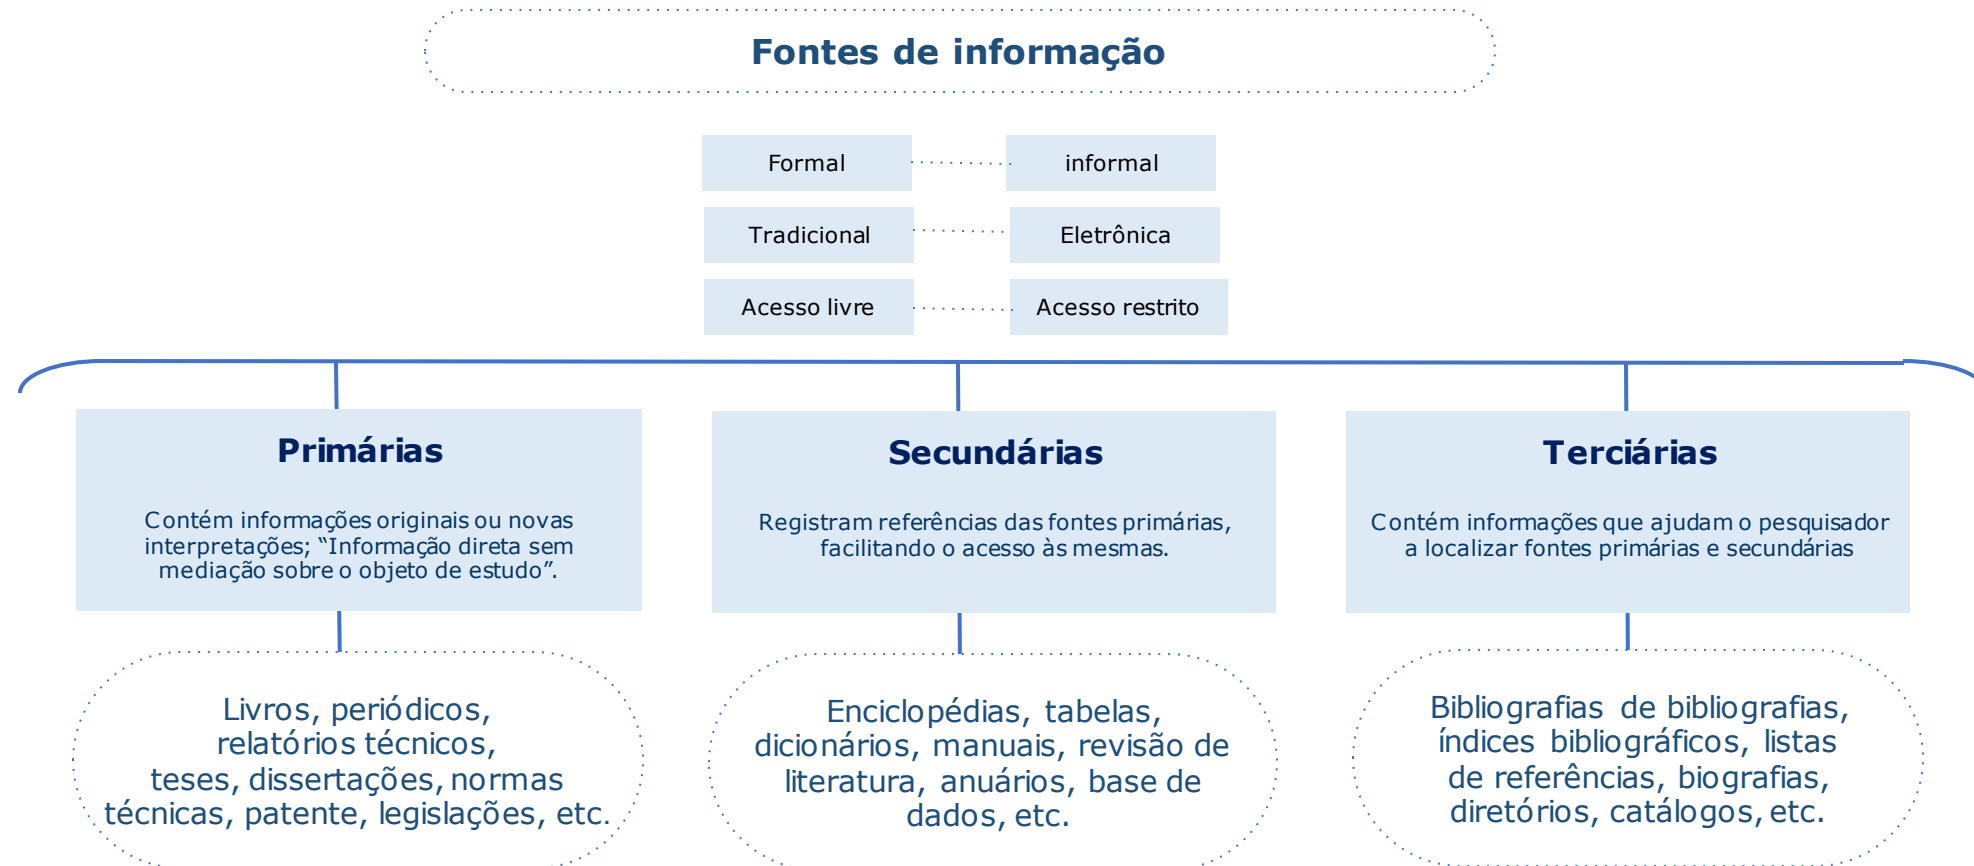 Fontes de informação
Formal
informal
Tradicional
Eletrônica
Acesso livre
Acesso restrito
Primárias
Contém informações originais ou novas
interpretações; “Informação direta sem
mediação sobre o objeto de estudo”.
Secundárias
Registram referências das fontes primárias,
facilitando o acesso às mesmas.
Terciárias
Contém informações que ajudam o pesquisador
a localizar fontes primárias e secundárias
Livros, periódicos,
relatórios técnicos,
teses, dissertações, normas
técnicas, patente, legislações, etc.
Enciclopédias, tabelas,
dicionários, manuais, revisão de
literatura, anuários, base de
dados, etc.
Bibliografias de bibliografias,
índices bibliográficos, listas
de referências, biografias,
diretórios, catálogos, etc.